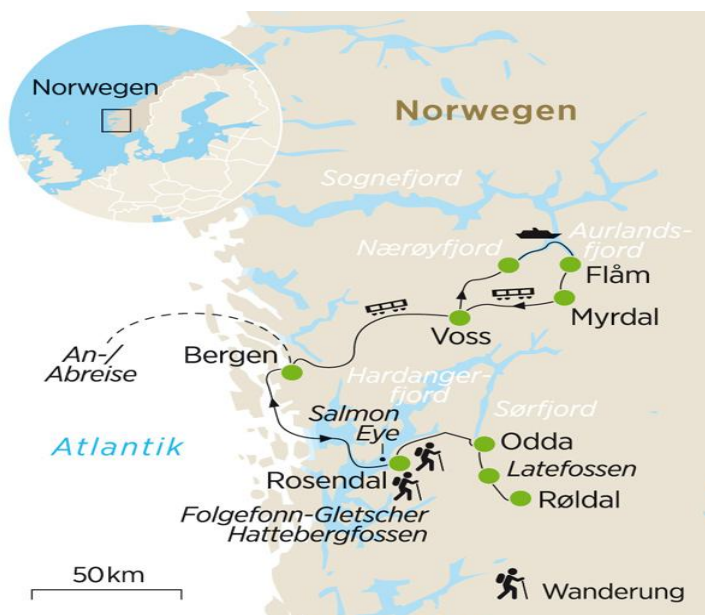 Norwegen
Norwegen
Sognefjord
Nærøyfjord
Aurlands-
fjord
Flåm
Myrdal
Voss
An-/
Abreise
Bergen
Hardanger-
fjord
Salmon
Eye
Sørfjord
Atlantik
Odda
Rosendal
Latefossen
Røldal
Folgefonn-Gletscher
Hattebergfossen
50 km
Wanderung